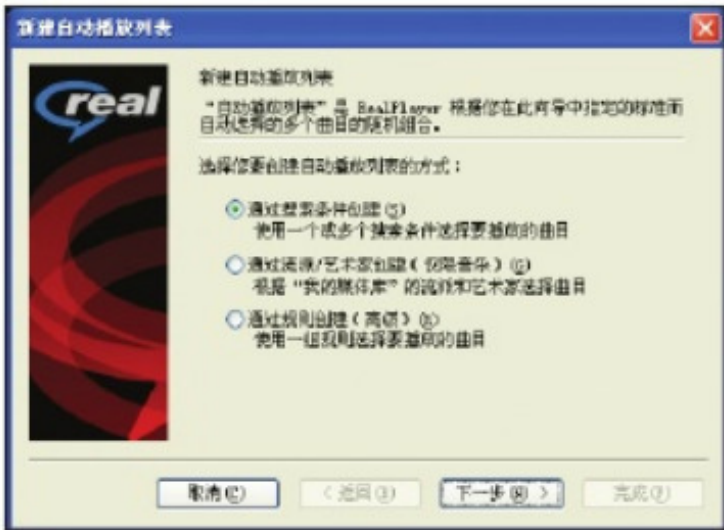 新建自动播放列表
real
新建自动播放列表
“自动播放列表”是 RealPlayer 根据您在此向导中指定的标准而
自动选择的多个曲目的随机组合。
选择您要创建自动播放列表的方式：
通过搜索条件创建(S)
使用一个或多个搜索条件选择要播放的曲目
通过流派/艺术家创建(仅限音乐)(G)
根据“我的媒体库”的流派和艺术家选择曲目
通过规则创建(高级)(R)
使用一组规则选择要播放的曲目
取消(C)
< 返回(B)
下一步(N) >
完成(F)